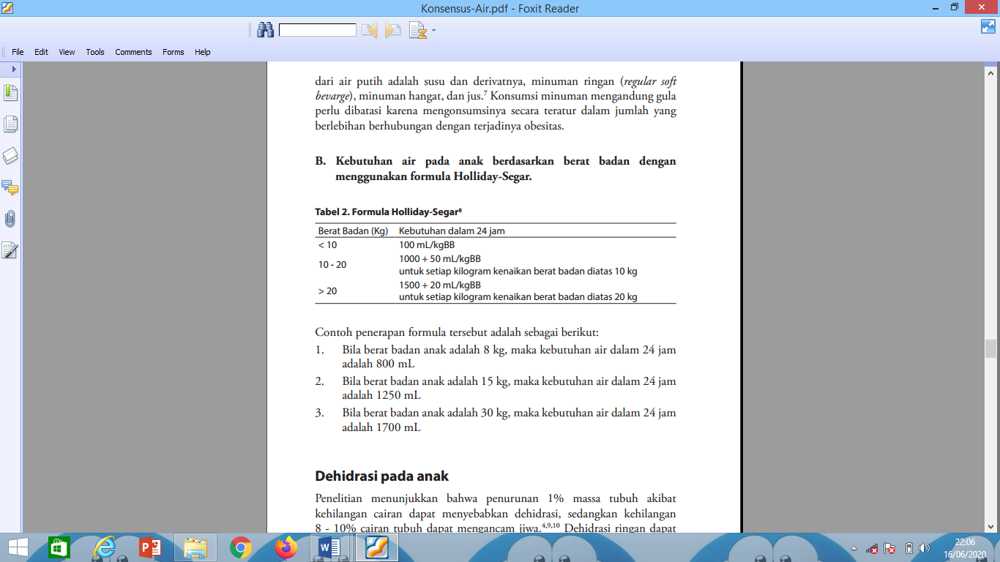 Konsensus-Air.pdf - Foxit Reader
File Edit View Tools Comments Forms Help
dari air putih adalah susu dan derivatnya, minuman ringan (regular soft
bevarge), minuman hangat, dan jus.7 Konsumsi minuman mengandung gula
perlu dibatasi karena mengonsumsinya secara teratur dalam jumlah yang
berlebihan berhubungan dengan terjadinya obesitas.
B. Kebutuhan air pada anak berdasarkan berat badan dengan
menggunakan formula Holliday-Segar.
Tabel 2. Formula Holliday-Segar8
Berat Badan (Kg) Kebutuhan dalam 24 jam
< 10 100 mL/kgBB
10 - 20 1000 + 50 mL/kgBB
untuk setiap kilogram kenaikan berat badan diatas 10 kg
> 20 1500 + 20 mL/kgBB
untuk setiap kilogram kenaikan berat badan diatas 20 kg
Contoh penerapan formula tersebut adalah sebagai berikut:
1. Bila berat badan anak adalah 8 kg, maka kebutuhan air dalam 24 jam
adalah 800 mL
2. Bila berat badan anak adalah 15 kg, maka kebutuhan air dalam 24 jam
adalah 1250 mL
3. Bila berat badan anak adalah 30 kg, maka kebutuhan air dalam 24 jam
adalah 1700 mL
Dehidrasi pada anak
Penelitian menunjukkan bahwa penurunan 1% massa tubuh akibat
kehilangan cairan dapat menyebabkan dehidrasi, sedangkan kehilangan
8 - 10% cairan tubuh dapat mengancam jiwa.4,9,10 Dehidrasi ringan dapat
22:06
16/06/2020